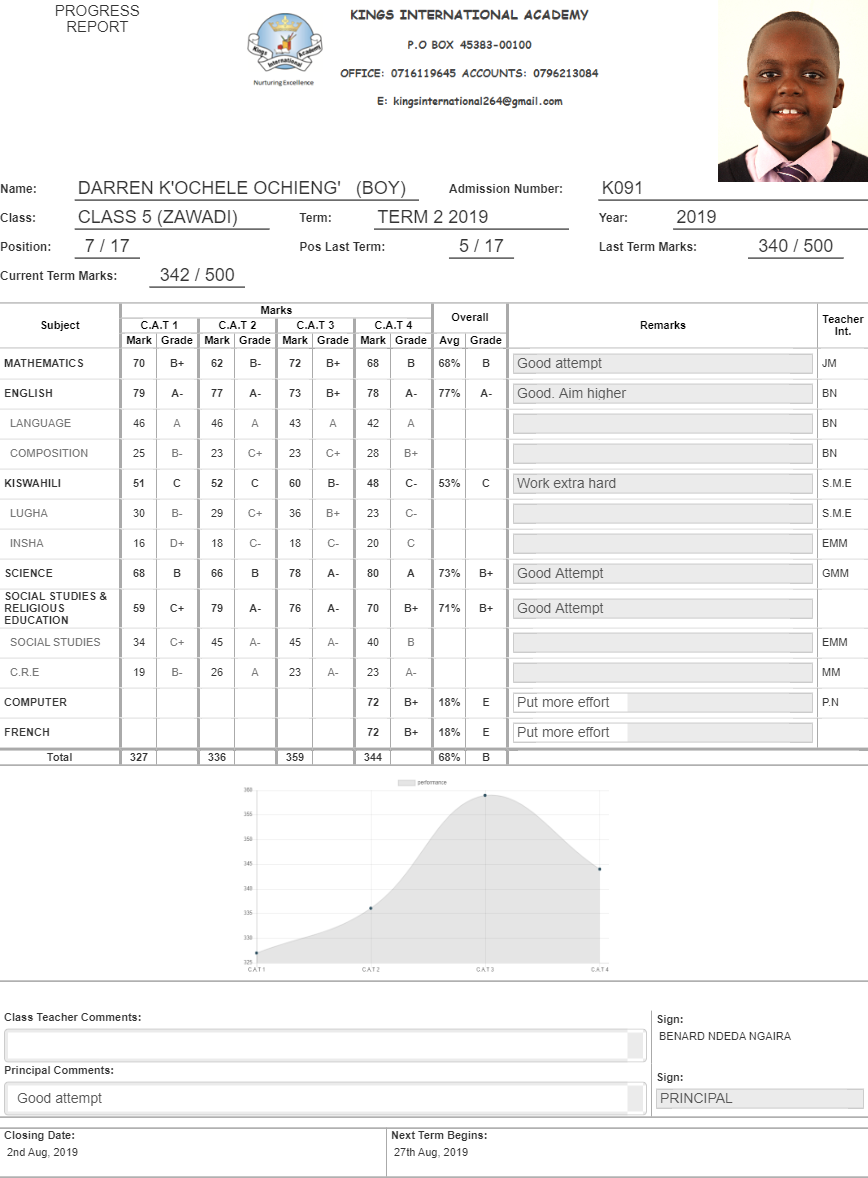 PROGRESS
REPORT
Kings Academy
International
Nurturing Excellence
KINGS INTERNATIONAL ACADEMY
P.O BOX 45383-00100
OFFICE: 0716119645 ACCOUNTS: 0796213084
E: kingsinternational264@gmail.com
Name: DARREN K'OCHELE OCHIENG' (BOY) Admission Number: K091
Class: CLASS 5 (ZAWADI) Term: TERM 2 2019 Year: 2019
Position: 7 / 17 Pos Last Term: 5 / 17 Last Term Marks: 340 / 500
Current Term Marks: 342 / 500
Subject Marks Overall Remarks Teacher Int.
C.A.T 1 C.A.T 2 C.A.T 3 C.A.T 4
Mark Grade Mark Grade Mark Grade Mark Grade Avg Grade
MATHEMATICS 70 B+ 62 B- 72 B+ 68 B 68% B Good attempt JM
ENGLISH 79 A- 77 A- 73 B+ 78 A- 77% A- Good. Aim higher BN
LANGUAGE 46 A 46 A 43 A 42 A BN
COMPOSITION 25 B- 23 C+ 23 C+ 28 B+ BN
KISWAHILI 51 C 52 C 60 B- 48 C- 53% C Work extra hard S.M.E
LUGHA 30 B- 29 C+ 36 B+ 23 C- S.M.E
INSHA 16 D+ 18 C- 18 C- 20 C EMM
SCIENCE 68 B 66 B 78 A- 80 A 73% B+ Good Attempt GMM
SOCIAL STUDIES &
RELIGIOUS
EDUCATION 59 C+ 79 A- 76 A- 70 B+ 71% B+ Good Attempt
SOCIAL STUDIES 34 C+ 45 A- 45 A- 40 B EMM
C.R.E 19 B- 26 A 23 A- 23 A- MM
COMPUTER 72 B+ 18% E Put more effort P.N
FRENCH 72 B+ 18% E Put more effort
Total 327 336 359 344 68% B
performance
360
355
350
345
340
335
330
325
C.A.T 1 C.A.T 2 C.A.T 3 C.A.T 4
Class Teacher Comments:
Sign:
BENARD NDEDA NGAIRA
Principal Comments:
Good attempt
Sign:
PRINCIPAL
Closing Date:
2nd Aug, 2019
Next Term Begins:
27th Aug, 2019